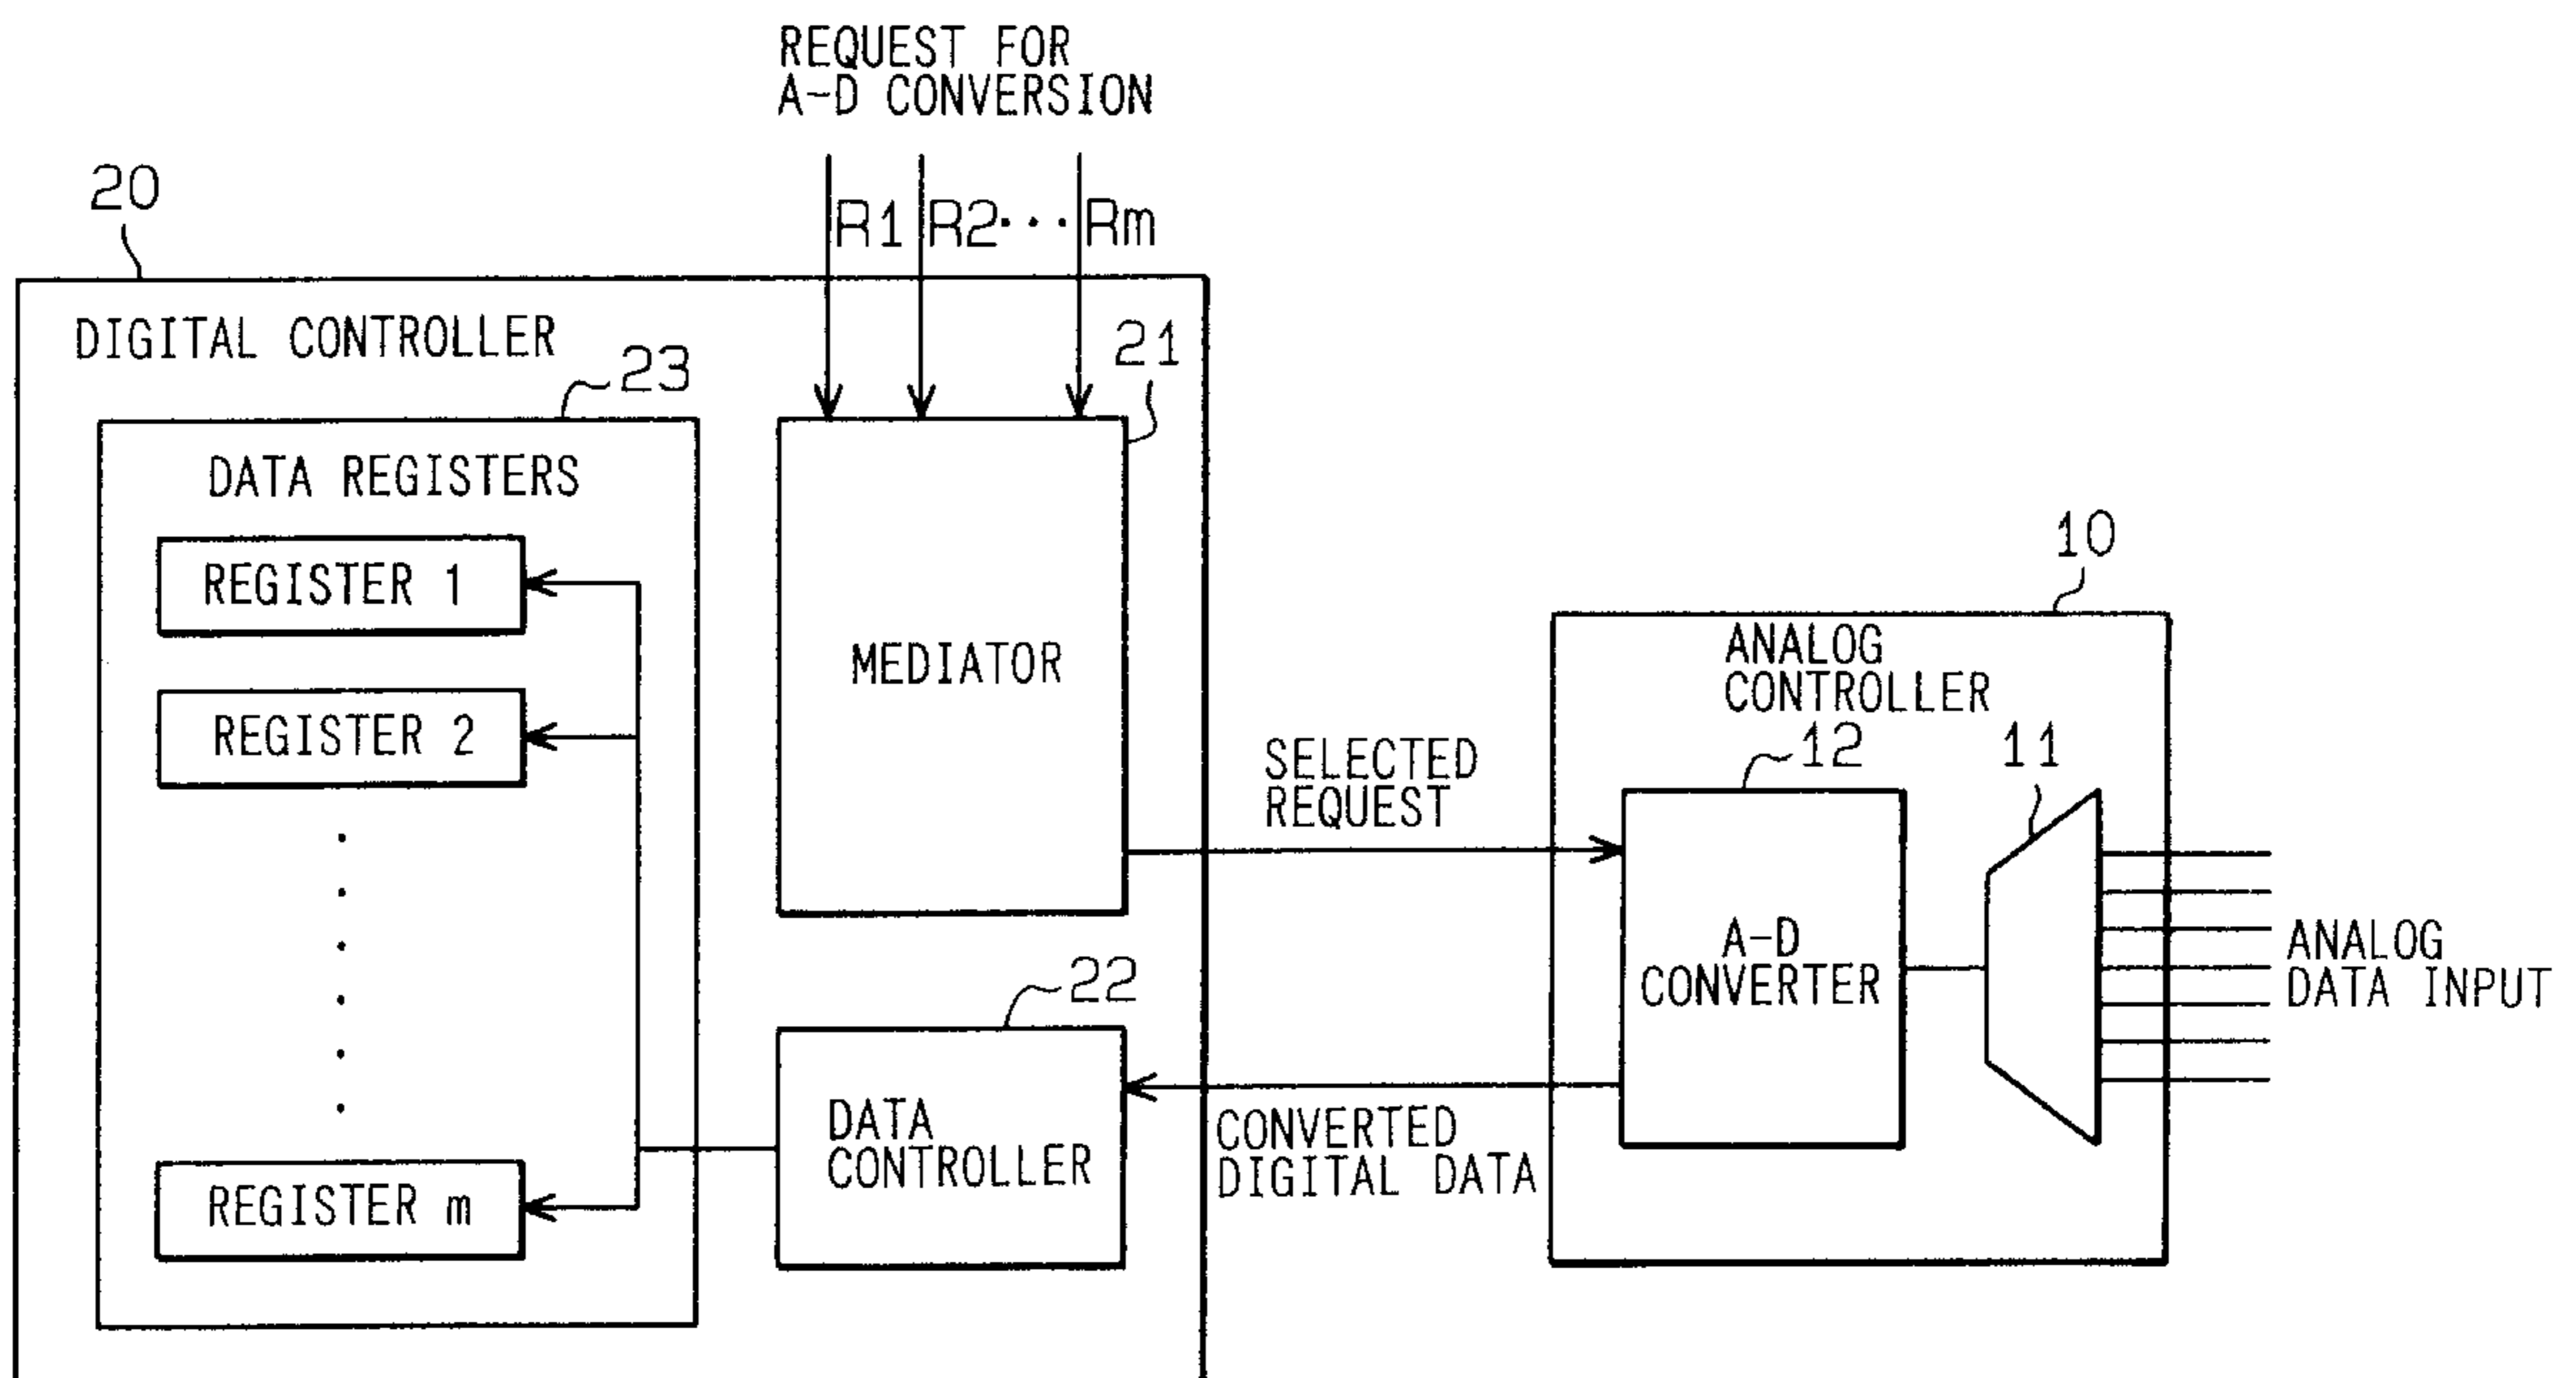 REQUEST FOR
A-D CONVERSION
20
R1 R2··· Rm
DIGITAL CONTROLLER
21
23
DATA REGISTERS
REGISTER 1
REGISTER 2
REGISTER m
MEDIATOR
22
DATA
CONTROLLER
SELECTED
REQUEST
CONVERTED
DIGITAL DATA
10
ANALOG
CONTROLLER
12
11
A-D
CONVERTER
ANALOG
DATA INPUT